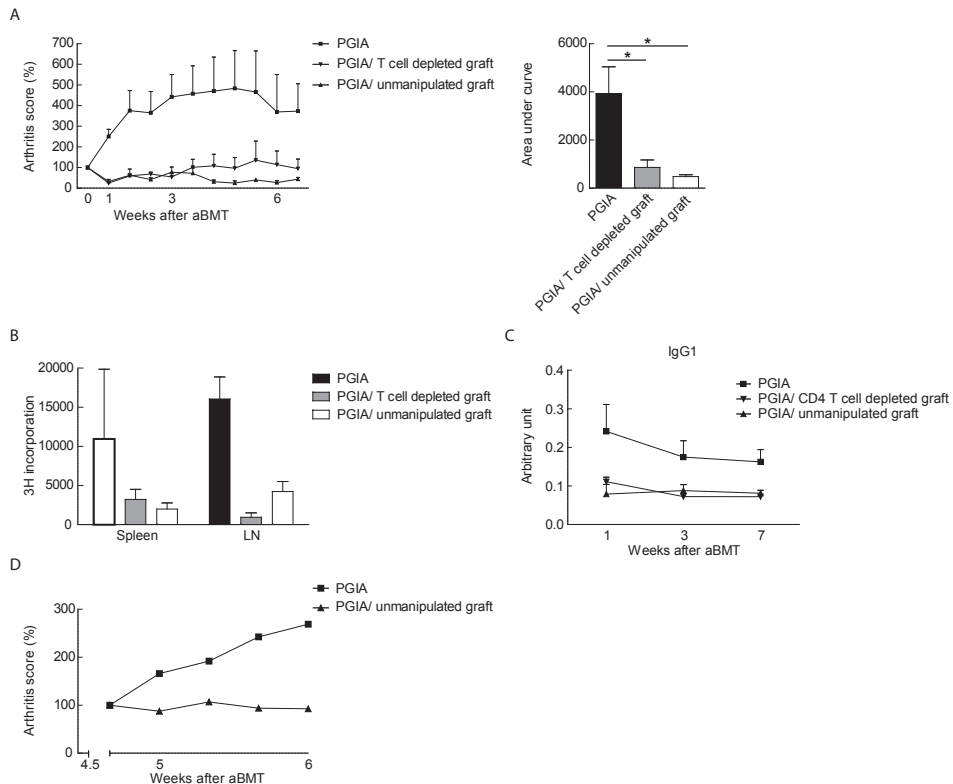 A
Arthritis score (%)
700
600
500
400
300
200
100
0
0 1 3 6
Weeks after aBMT
PGIA
PGIA/ T cell depleted graft
PGIA/ unmanipulated graft
Area under curve
6000
4000
2000
0
*
*
PGIA
PGIA/ T cell depleted graft
PGIA/ unmanipulated graft
B
3H incorporation
20000
15000
10000
5000
0
Spleen LN
PGIA
PGIA/ T cell depleted graft
PGIA/ unmanipulated graft
C
IgG1
Arbitrary unit
0.4
0.3
0.2
0.1
0.0
1 3 7
Weeks after aBMT
PGIA
PGIA/ CD4 T cell depleted graft
PGIA/ unmanipulated graft
D
Arthritis score (%)
300
200
100
0
4.5 5 6
Weeks after aBMT
PGIA
PGIA/ unmanipulated graft